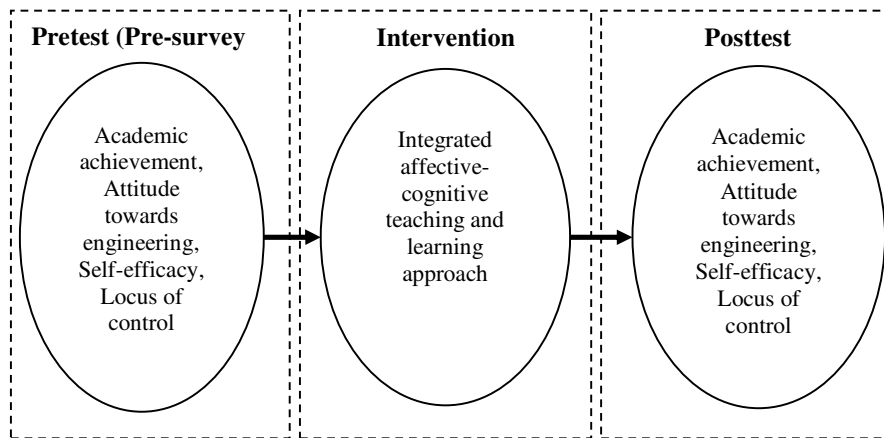 Pretest (Pre-survey
Academic
achievement,
Attitude
towards
engineering,
Self-efficacy,
Locus of
control
Intervention
Integrated
affective-
cognitive
teaching and
learning
approach
Posttest
Academic
achievement,
Attitude
towards
engineering,
Self-efficacy,
Locus of
control